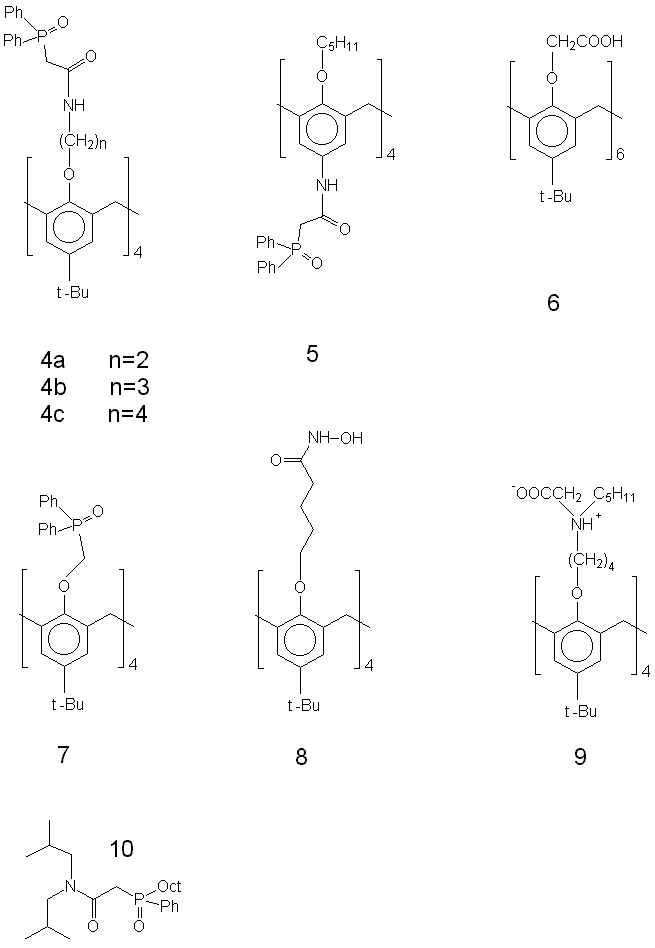 Ph
O
Ph
P
O
NH
(CH2)n
O
4
t-Bu
4a n=2
4b n=3
4c n=4
C5H11
O
4
NH
O
Ph
P
Ph
O
5
CH2COOH
O
6
t-Bu
6
Ph
O
Ph
P
O
4
t-Bu
7
NH-OH
O
O
4
t-Bu
8
-OOCCH2 C5H11
NH+
(CH2)4
O
4
t-Bu
9
10
N
O
P
Oct
Ph
O